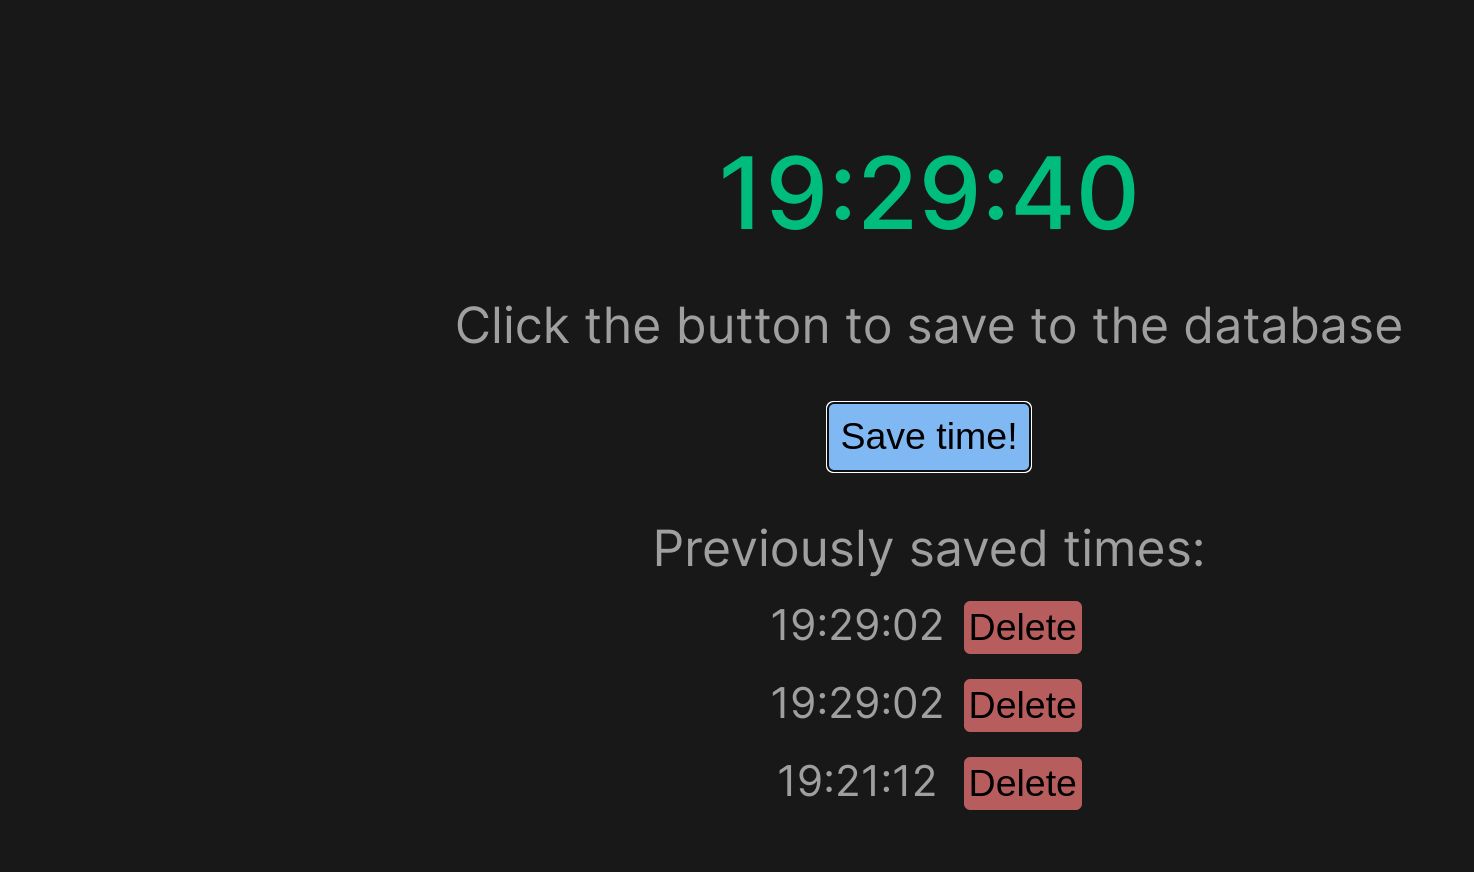 19:29:40
Click the button to save to the database
Save time!
Previously saved times:
19:29:02 Delete
19:29:02 Delete
19:21:12 Delete